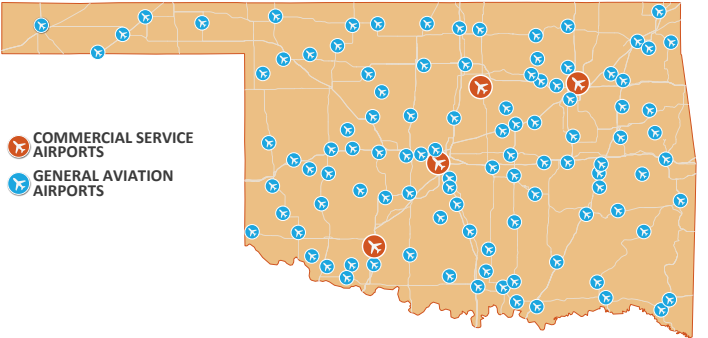 COMMERCIAL SERVICE
AIRPORTS
GENERAL AVIATION
AIRPORTS